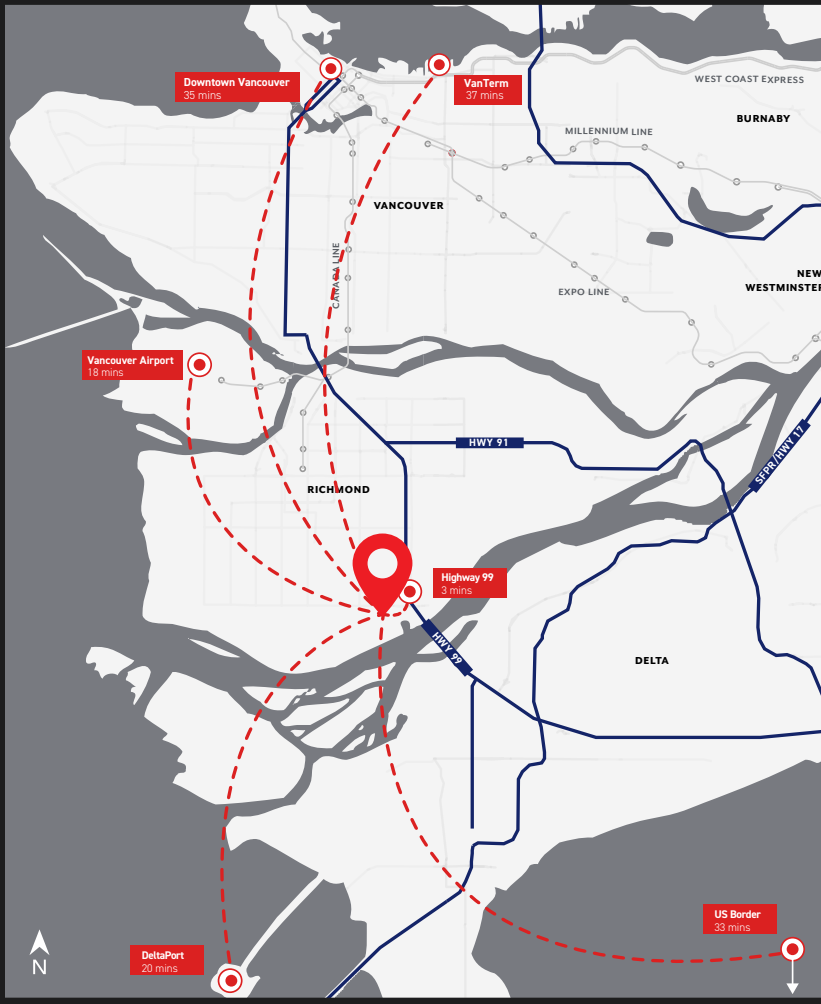 Downtown Vancouver
35 mins
VanTerm
37 mins
WEST COAST EXPRESS
BURNABY
MILLENNIUM LINE
VANCOUVER
CANADA LINE
NEW
WESTMINSTER
EXPO LINE
Vancouver Airport
18 mins
HWY 91
SFPR/HWY 17
RICHMOND
Highway 99
3 mins
HWY 99
DELTA
US Border
33 mins
DeltaPort
20 mins
N